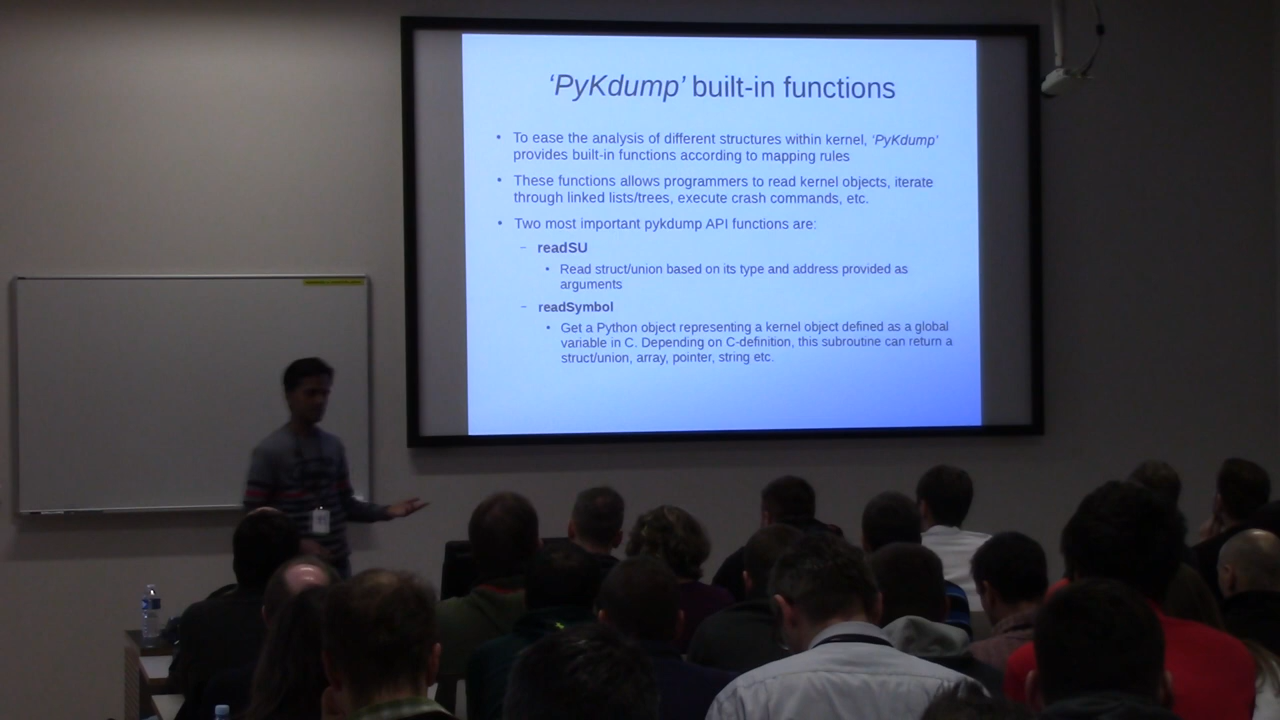 ‘PyKdump’ built-in functions
• To ease the analysis of different structures within kernel, ‘PyKdump’
provides built-in functions according to mapping rules
• These functions allows programmers to read kernel objects, iterate
through linked lists/trees, execute crash commands, etc.
• Two most important pykdump API functions are:
– readSU
• Read struct/union based on its type and address provided as
arguments
– readSymbol
• Get a Python object representing a kernel object defined as a global
variable in C. Depending on C-definition, this subroutine can return a
struct/union, array, pointer, string etc.